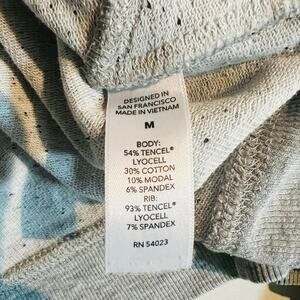 DESIGNED IN
SAN FRANCISCO
MADE IN VIETNAM
M
BODY:
54% TENCEL®
LYOCELL
30% COTTON
10% MODAL
6% SPANDEX
RIB:
93% TENCEL®
LYOCELL
7% SPANDEX
RN 54023